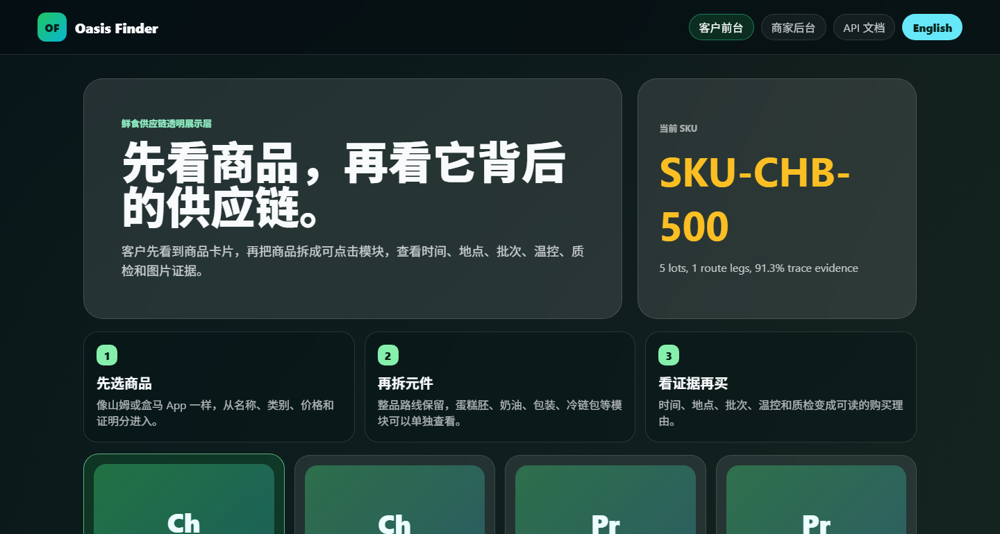 OF
Oasis Finder
客户前台
商家后台
API 文档
English
鲜食供应链透明展示层
先看商品，再看它背后
的供应链。
客户先看到商品卡片，再把商品拆成可点击模块，查看时间、地点、批次、温控、质
检和图片证据。
当前 SKU
SKU-CHB-
500
5 lots, 1 route legs, 91.3% trace evidence
1
先选商品
像山姆或盒马 App 一样，从名称、类别、价格和
证明分进入。
2
再拆元件
整品路线保留，蛋糕胚、奶油、包装、冷链包等模
块可以单独查看。
3
看证据再买
时间、地点、批次、温控和质检变成可读的购买理
由。
Ch
Ch
Pr
Pr